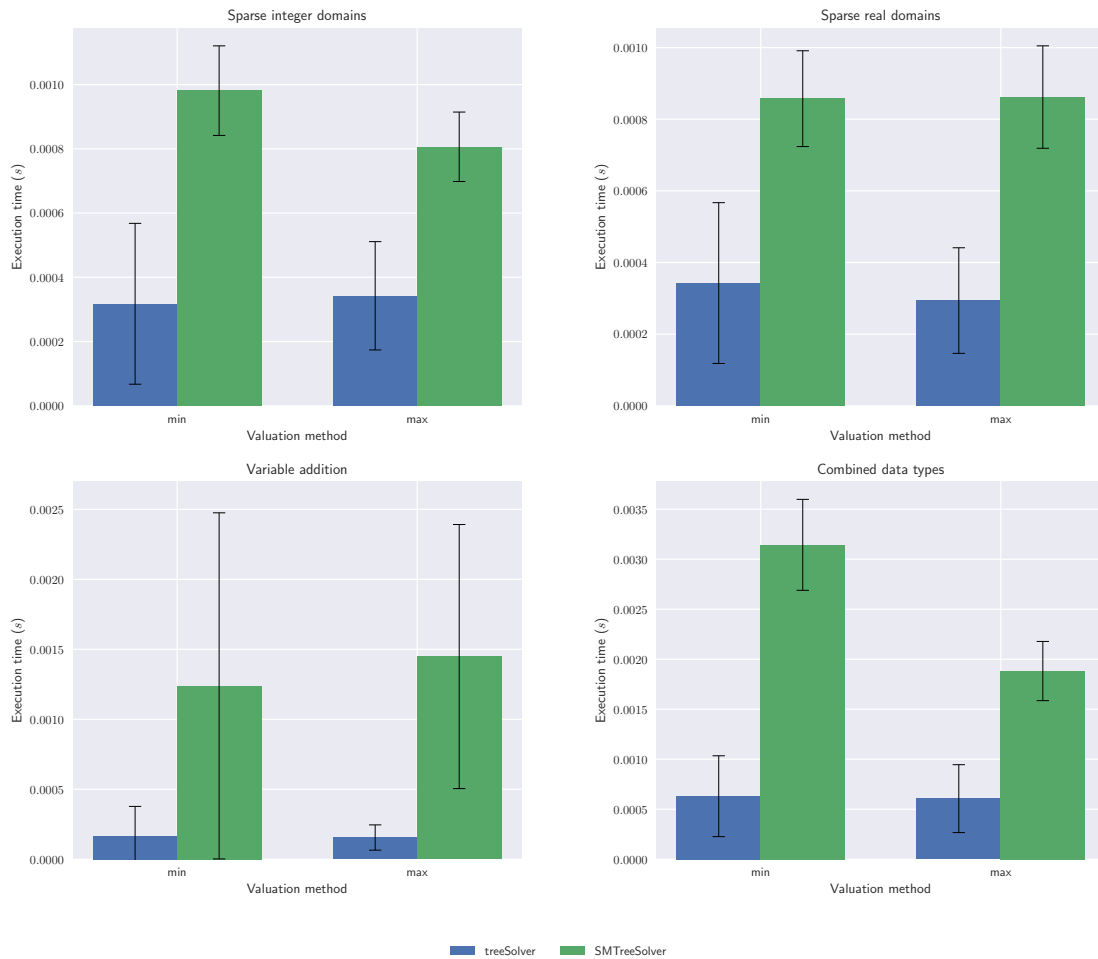 Sparse integer domains
Execution time (s)
0.0010
0.0008
0.0006
0.0004
0.0002
0.0000
min
max
Valuation method
Sparse real domains
Execution time (s)
0.0010
0.0008
0.0006
0.0004
0.0002
0.0000
min
max
Valuation method
Variable addition
Execution time (s)
0.0025
0.0020
0.0015
0.0010
0.0005
0.0000
min
max
Valuation method
Combined data types
Execution time (s)
0.0035
0.0030
0.0025
0.0020
0.0015
0.0010
0.0005
0.0000
min
max
Valuation method
treeSolver
SMTreeSolver